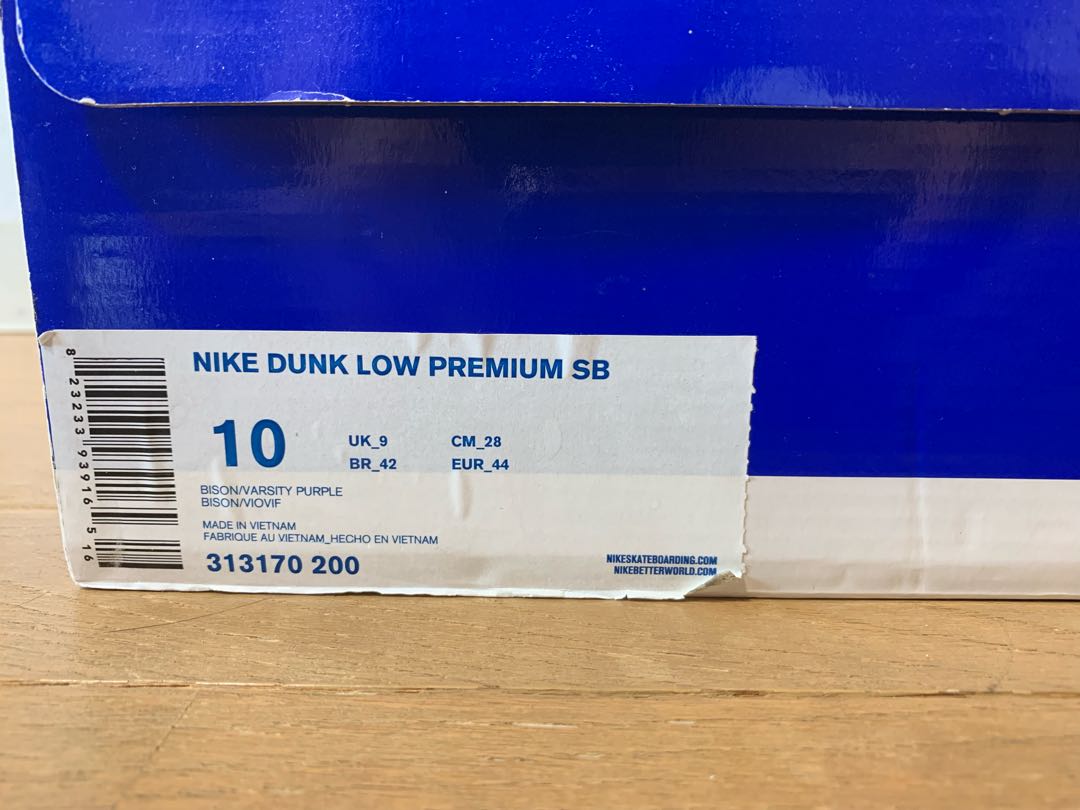 NIKE DUNK LOW PREMIUM SB
10
UK_9 CM_28
BR_42 EUR_44
BISON/VARSITY PURPLE
BISON/VIOVIF
MADE IN VIETNAM
FABRIQUE AU VIETNAM_HECHO EN VIETNAM
313170 200
NIKESKATEBOARDING.COM
NIKEBETTERWORLD.COM
8 23233 93916 5 16